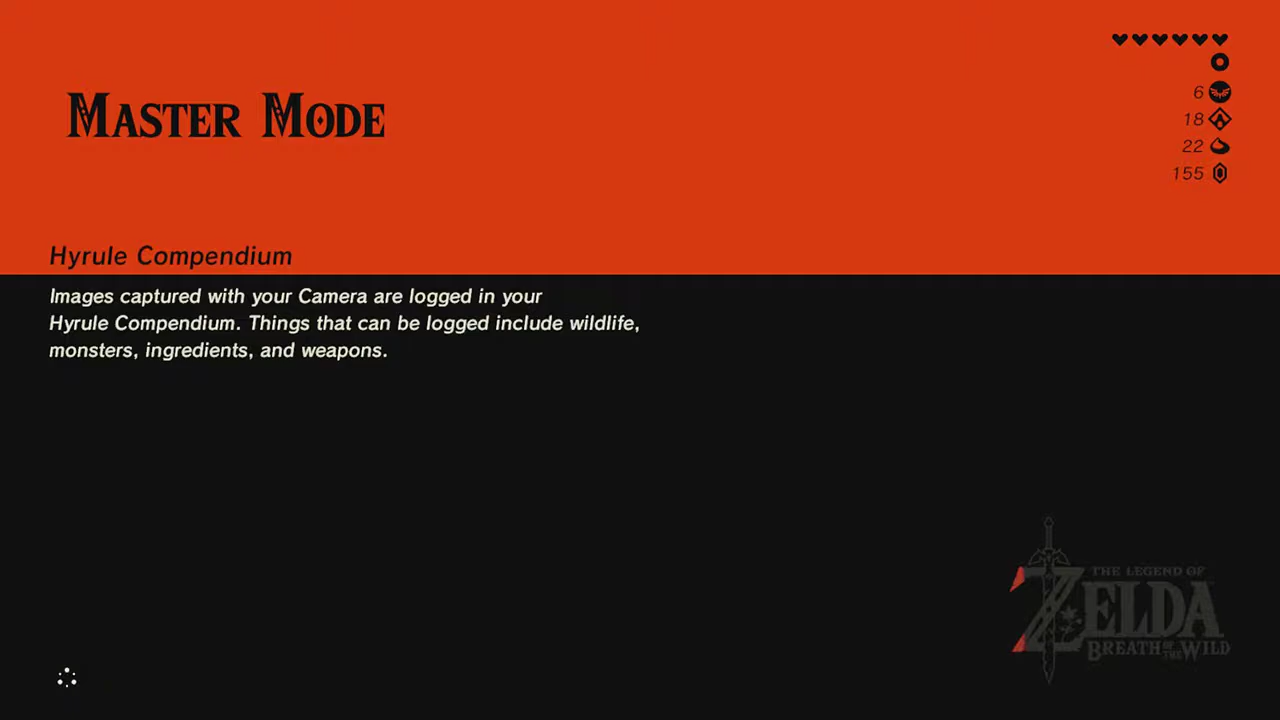 Master Mode
6
18
22
155
Hyrule Compendium
Images captured with your Camera are logged in your
Hyrule Compendium. Things that can be logged include wildlife,
monsters, ingredients, and weapons.
THE LEGEND OF
ZELDA
BREATH OF THE WILD